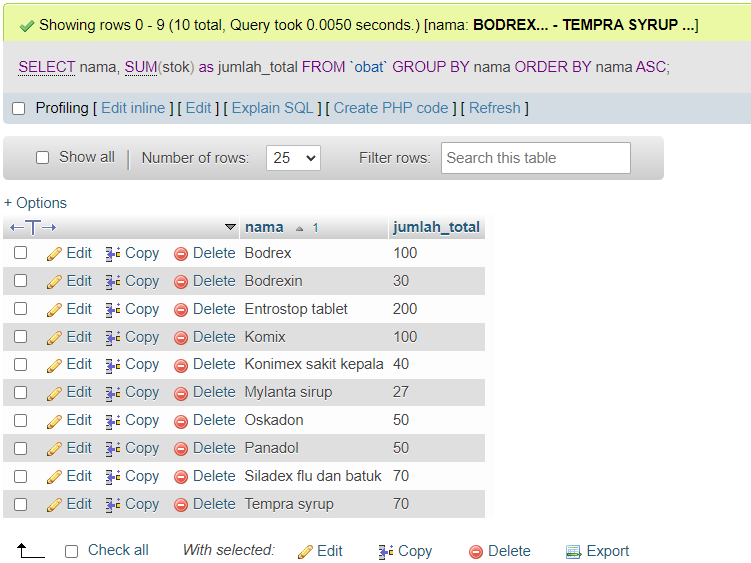 Showing rows 0 - 9 (10 total, Query took 0.0050 seconds.) [nama: BODREX... - TEMPRA SYRUP ...]
SELECT nama, SUM(stok) as jumlah_total FROM `obat` GROUP BY nama ORDER BY nama ASC;
Profiling [ Edit inline ] [ Edit ] [ Explain SQL ] [ Create PHP code ] [ Refresh ]
Show all Number of rows: 25 Filter rows: Search this table
+ Options
nama 1 jumlah_total
Edit Copy Delete Bodrex 100
Edit Copy Delete Bodrexin 30
Edit Copy Delete Entrostop tablet 200
Edit Copy Delete Komix 100
Edit Copy Delete Konimex sakit kepala 40
Edit Copy Delete Mylanta sirup 27
Edit Copy Delete Oskadon 50
Edit Copy Delete Panadol 50
Edit Copy Delete Siladex flu dan batuk 70
Edit Copy Delete Tempra syrup 70
Check all With selected: Edit Copy Delete Export